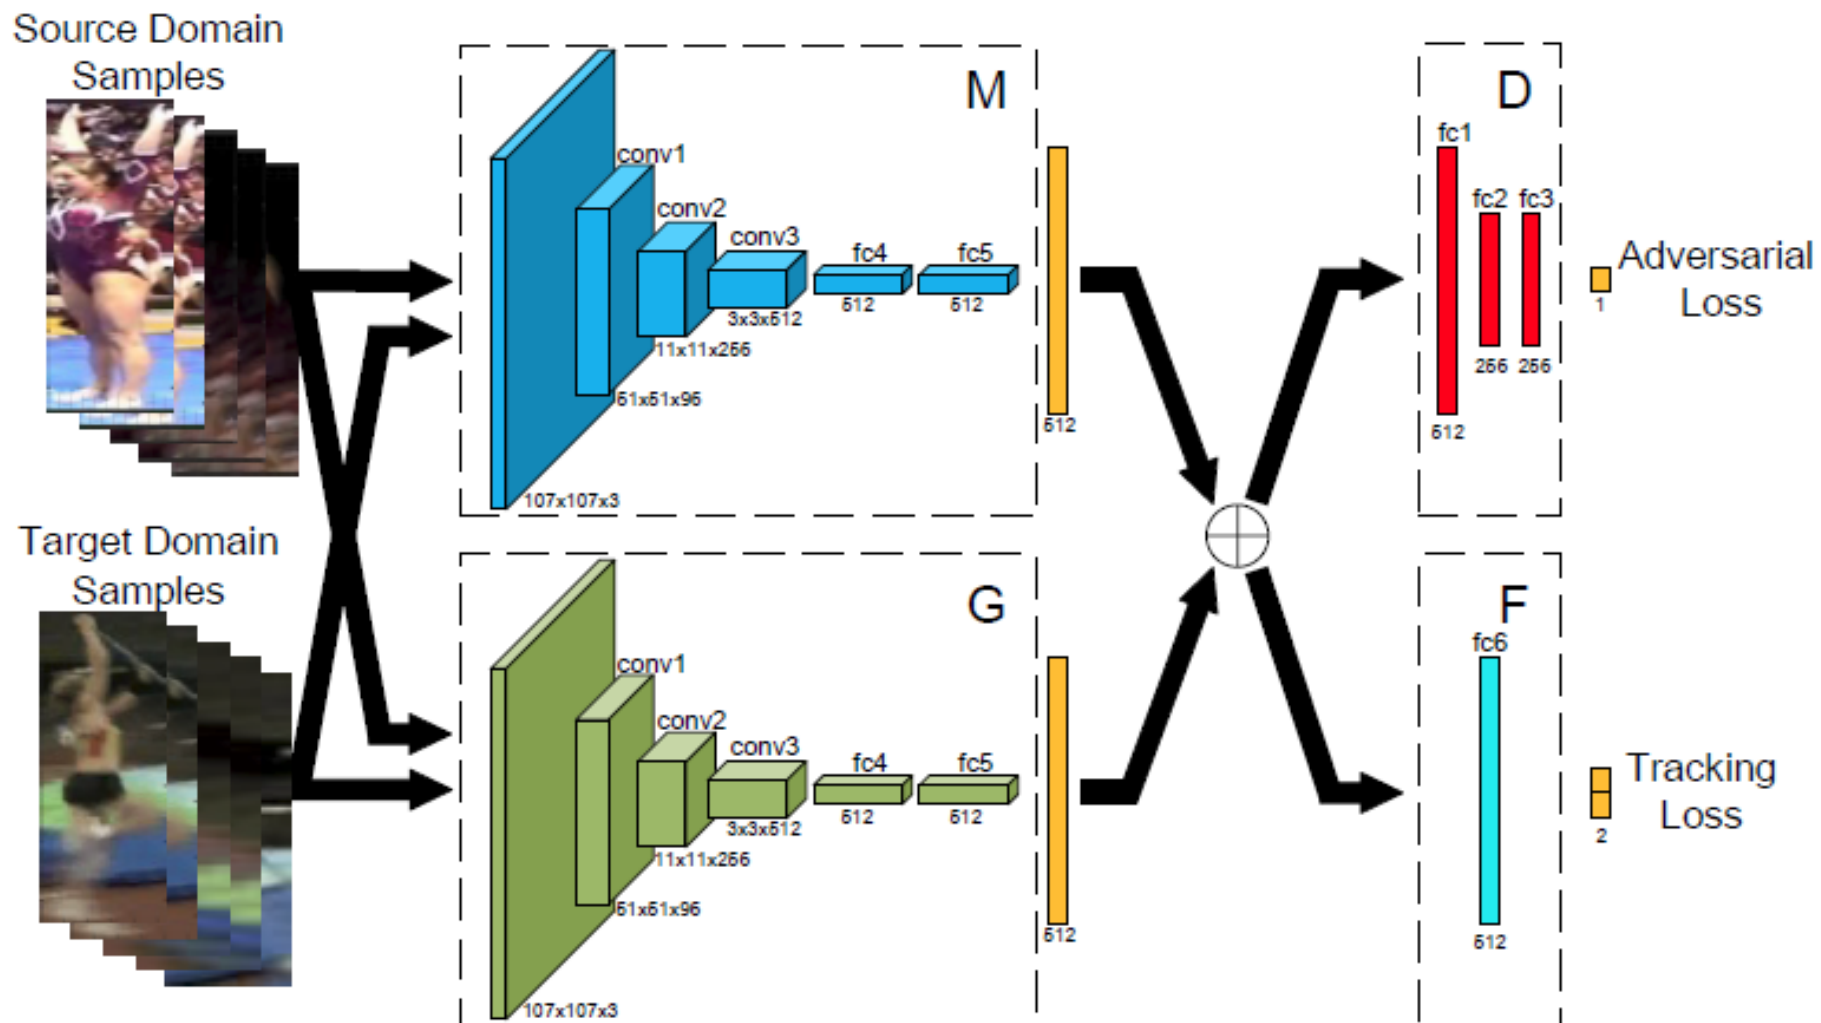 Source Domain
Samples
M
conv1
conv2
conv3
fc4
fc5
512
512
3x3x512
11x11x256
51x51x96
107x107x3
512
D
fc1
fc2
fc3
256
256
512
Adversarial
Loss
1
Target Domain
Samples
G
conv1
conv2
conv3
fc4
fc5
512
512
3x3x512
11x11x256
51x51x96
107x107x3
512
F
fc6
512
Tracking
Loss
2